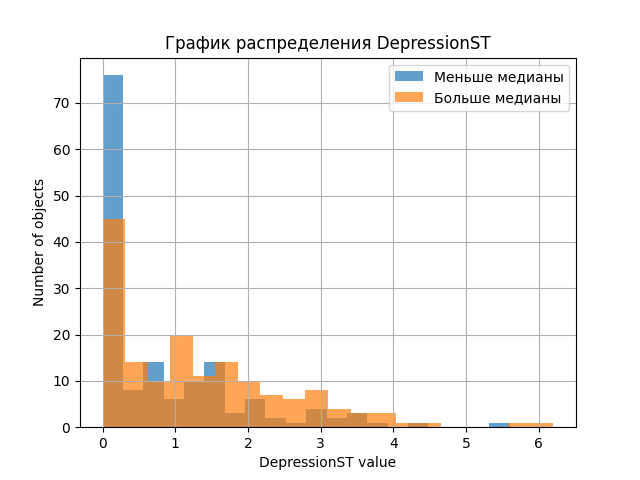 График распределения DepressionST
Меньше медианы
Больше медианы
Number of objects
70
60
50
40
30
20
10
0
0 1 2 3 4 5 6
DepressionST value